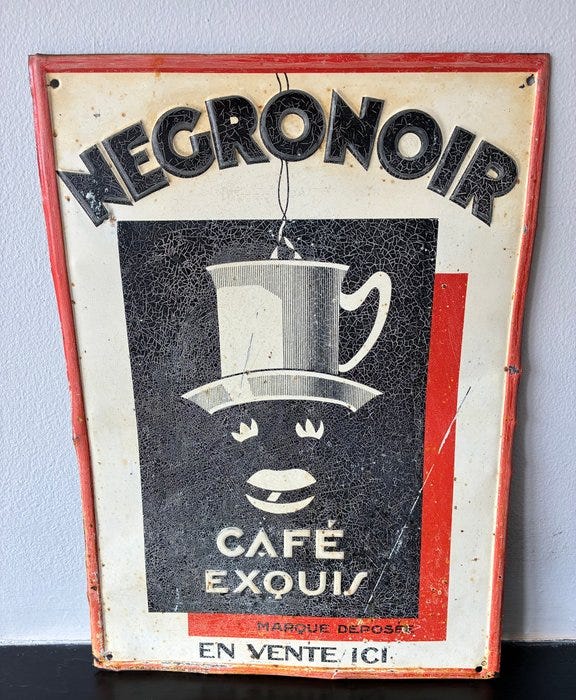 NEGRONOIR
CAFÉ
EXQUIS
MARQUE DEPOSÉE
EN VENTE ICI